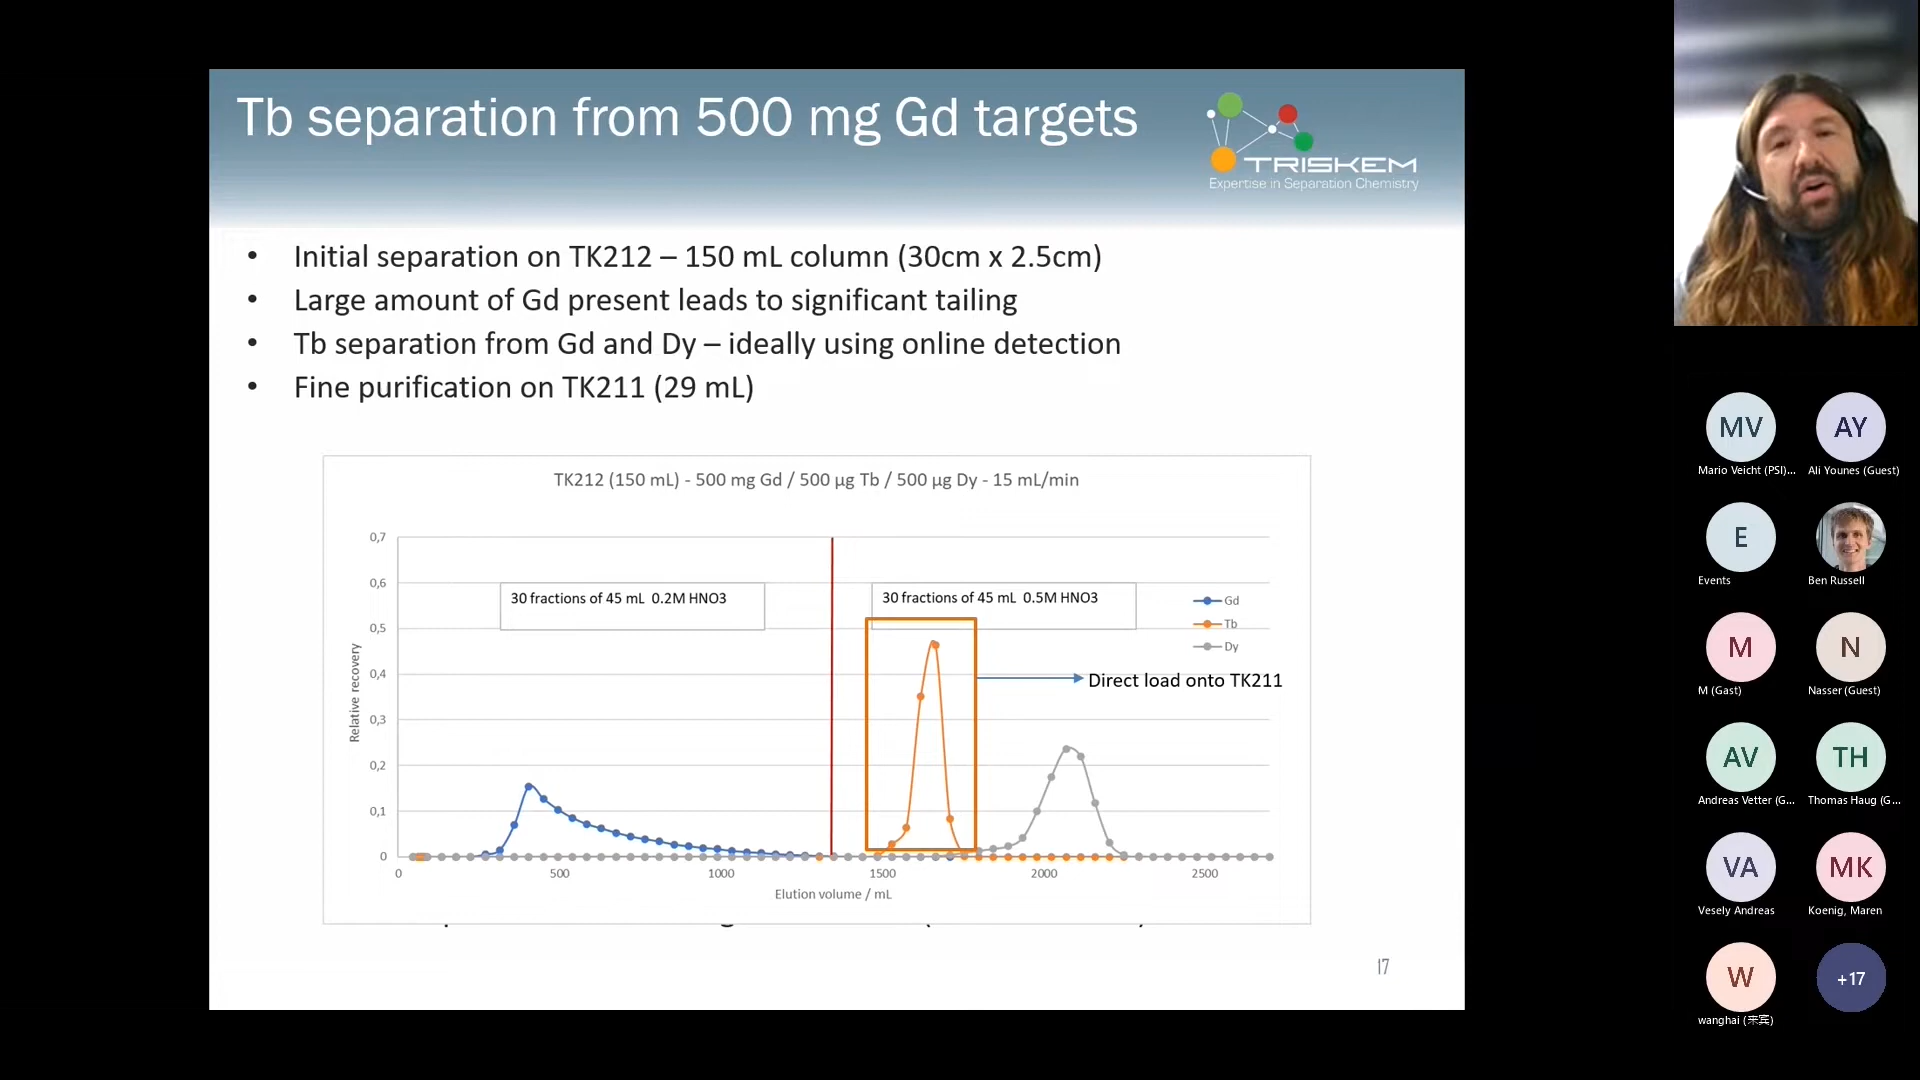 Tb separation from 500 mg Gd targets
TRISKEM
Expertise in Separation Chemistry
• Initial separation on TK212 – 150 mL column (30cm x 2.5cm)
• Large amount of Gd present leads to significant tailing
• Tb separation from Gd and Dy – ideally using online detection
• Fine purification on TK211 (29 mL)
TK212 (150 mL) - 500 mg Gd / 500 µg Tb / 500 µg Dy - 15 mL/min
0,7
0,6
0,5
0,4
0,3
0,2
0,1
0
Relative recovery
30 fractions of 45 mL 0.2M HNO3
30 fractions of 45 mL 0.5M HNO3
Gd
Tb
Dy
Direct load onto TK211
0 500 1000 1500 2000 2500
Elution volume / mL
17
MV AY
Mario Veicht (PSI)... Ali Younes (Guest)
E
Events Ben Russell
M N
M (Gast) Nasser (Guest)
AV TH
Andreas Vetter (G... Thomas Haug (G...
VA MK
Vesely Andreas Koenig, Maren
W +17
wanghai (来宾)